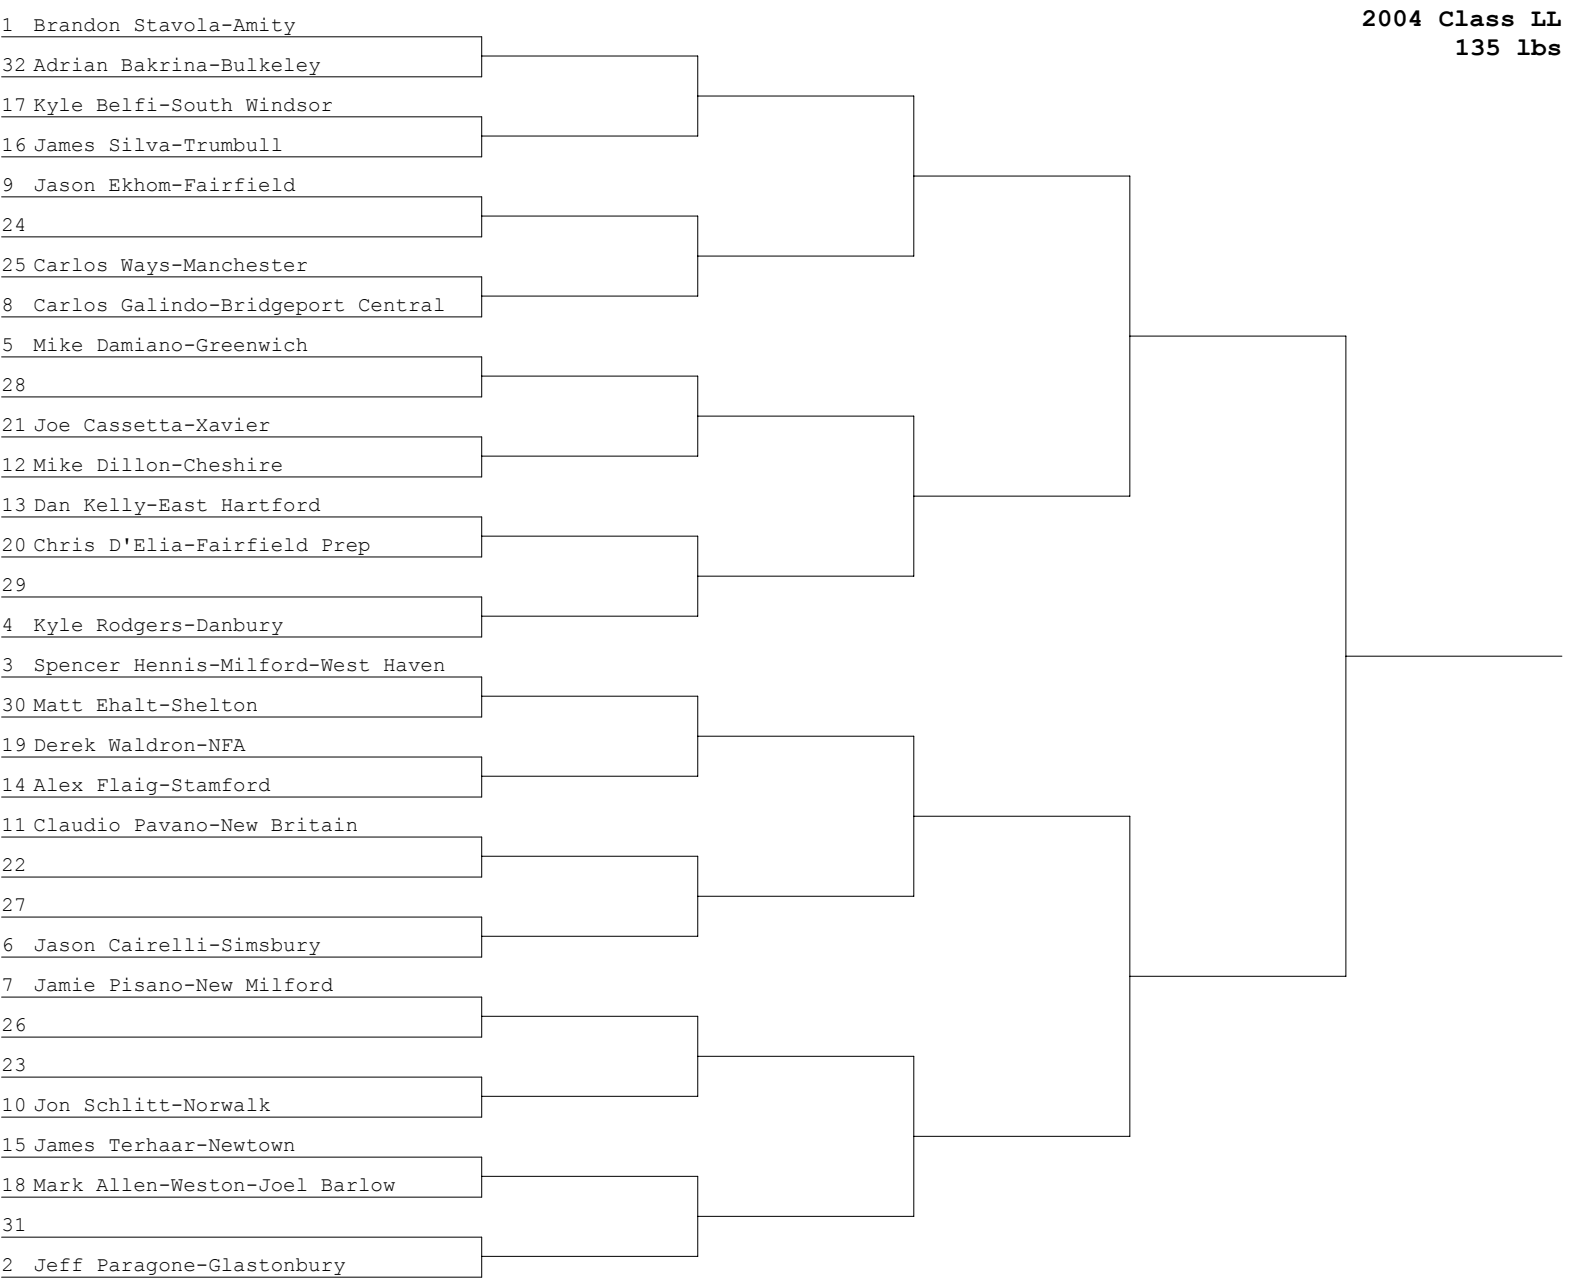 2004 Class LL
135 lbs
1 Brandon Stavola-Amity
32 Adrian Bakrina-Bulkeley
17 Kyle Belfi-South Windsor
16 James Silva-Trumbull
9 Jason Ekhom-Fairfield
24
25 Carlos Ways-Manchester
8 Carlos Galindo-Bridgeport Central
5 Mike Damiano-Greenwich
28
21 Joe Cassetta-Xavier
12 Mike Dillon-Cheshire
13 Dan Kelly-East Hartford
20 Chris D'Elia-Fairfield Prep
29
4 Kyle Rodgers-Danbury
3 Spencer Hennis-Milford-West Haven
30 Matt Ehalt-Shelton
19 Derek Waldron-NFA
14 Alex Flaig-Stamford
11 Claudio Pavano-New Britain
22
27
6 Jason Cairelli-Simsbury
7 Jamie Pisano-New Milford
26
23
10 Jon Schlitt-Norwalk
15 James Terhaar-Newtown
18 Mark Allen-Weston-Joel Barlow
31
2 Jeff Paragone-Glastonbury